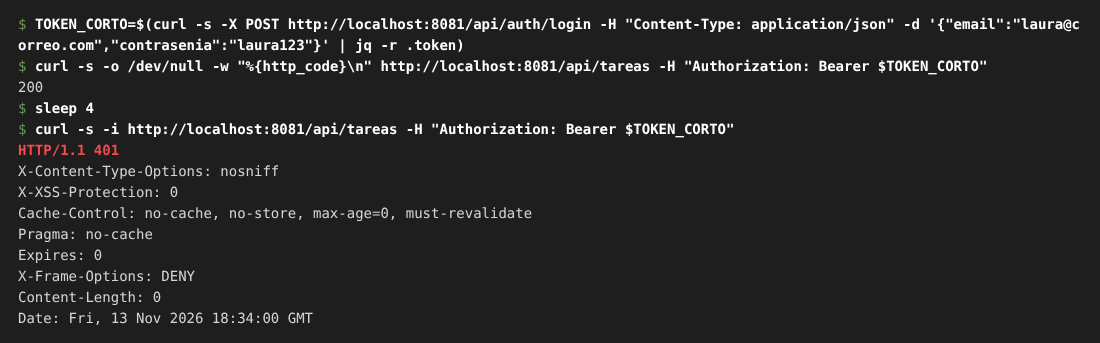 $ TOKEN_CORTO=$(curl -s -X POST http://localhost:8081/api/auth/login -H "Content-Type: application/json" -d '{"email":"laura@c
orreo.com","contrasenia":"laura123"}' | jq -r .token)
$ curl -s -o /dev/null -w "%{http_code}\n" http://localhost:8081/api/tareas -H "Authorization: Bearer $TOKEN_CORTO"
200
$ sleep 4
$ curl -s -i http://localhost:8081/api/tareas -H "Authorization: Bearer $TOKEN_CORTO"
HTTP/1.1 401
X-Content-Type-Options: nosniff
X-XSS-Protection: 0
Cache-Control: no-cache, no-store, max-age=0, must-revalidate
Pragma: no-cache
Expires: 0
X-Frame-Options: DENY
Content-Length: 0
Date: Fri, 13 Nov 2026 18:34:00 GMT